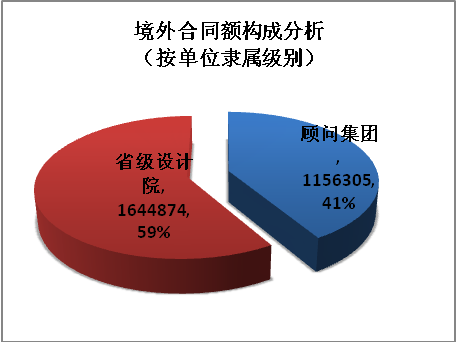 境外合同额构成分析
（按单位隶属级别）
顾问集团
,
1156305,
41%
省级设计
院,
1644874,
59%